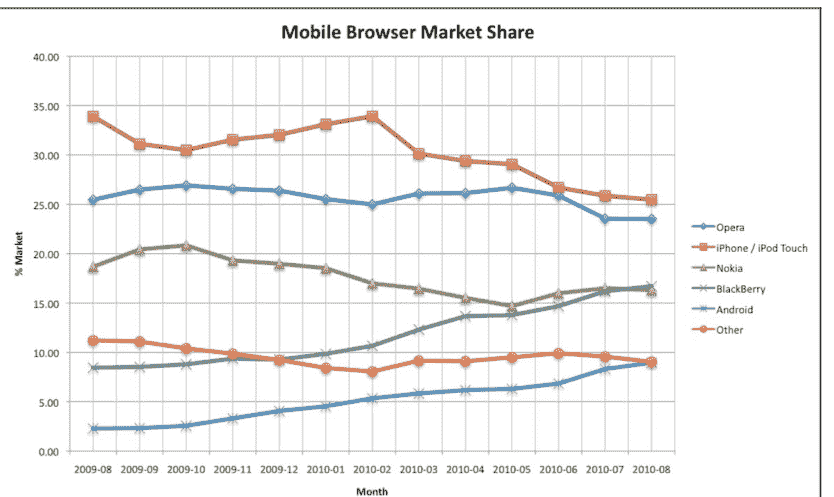 Mobile Browser Market Share
40.00
35.00
30.00
25.00
20.00
15.00
10.00
5.00
0.00
% Market
2009-08 2009-09 2009-10 2009-11 2009-12 2010-01 2010-02 2010-03 2010-04 2010-05 2010-06 2010-07 2010-08
Month
Opera
iPhone / iPod Touch
Nokia
BlackBerry
Android
Other